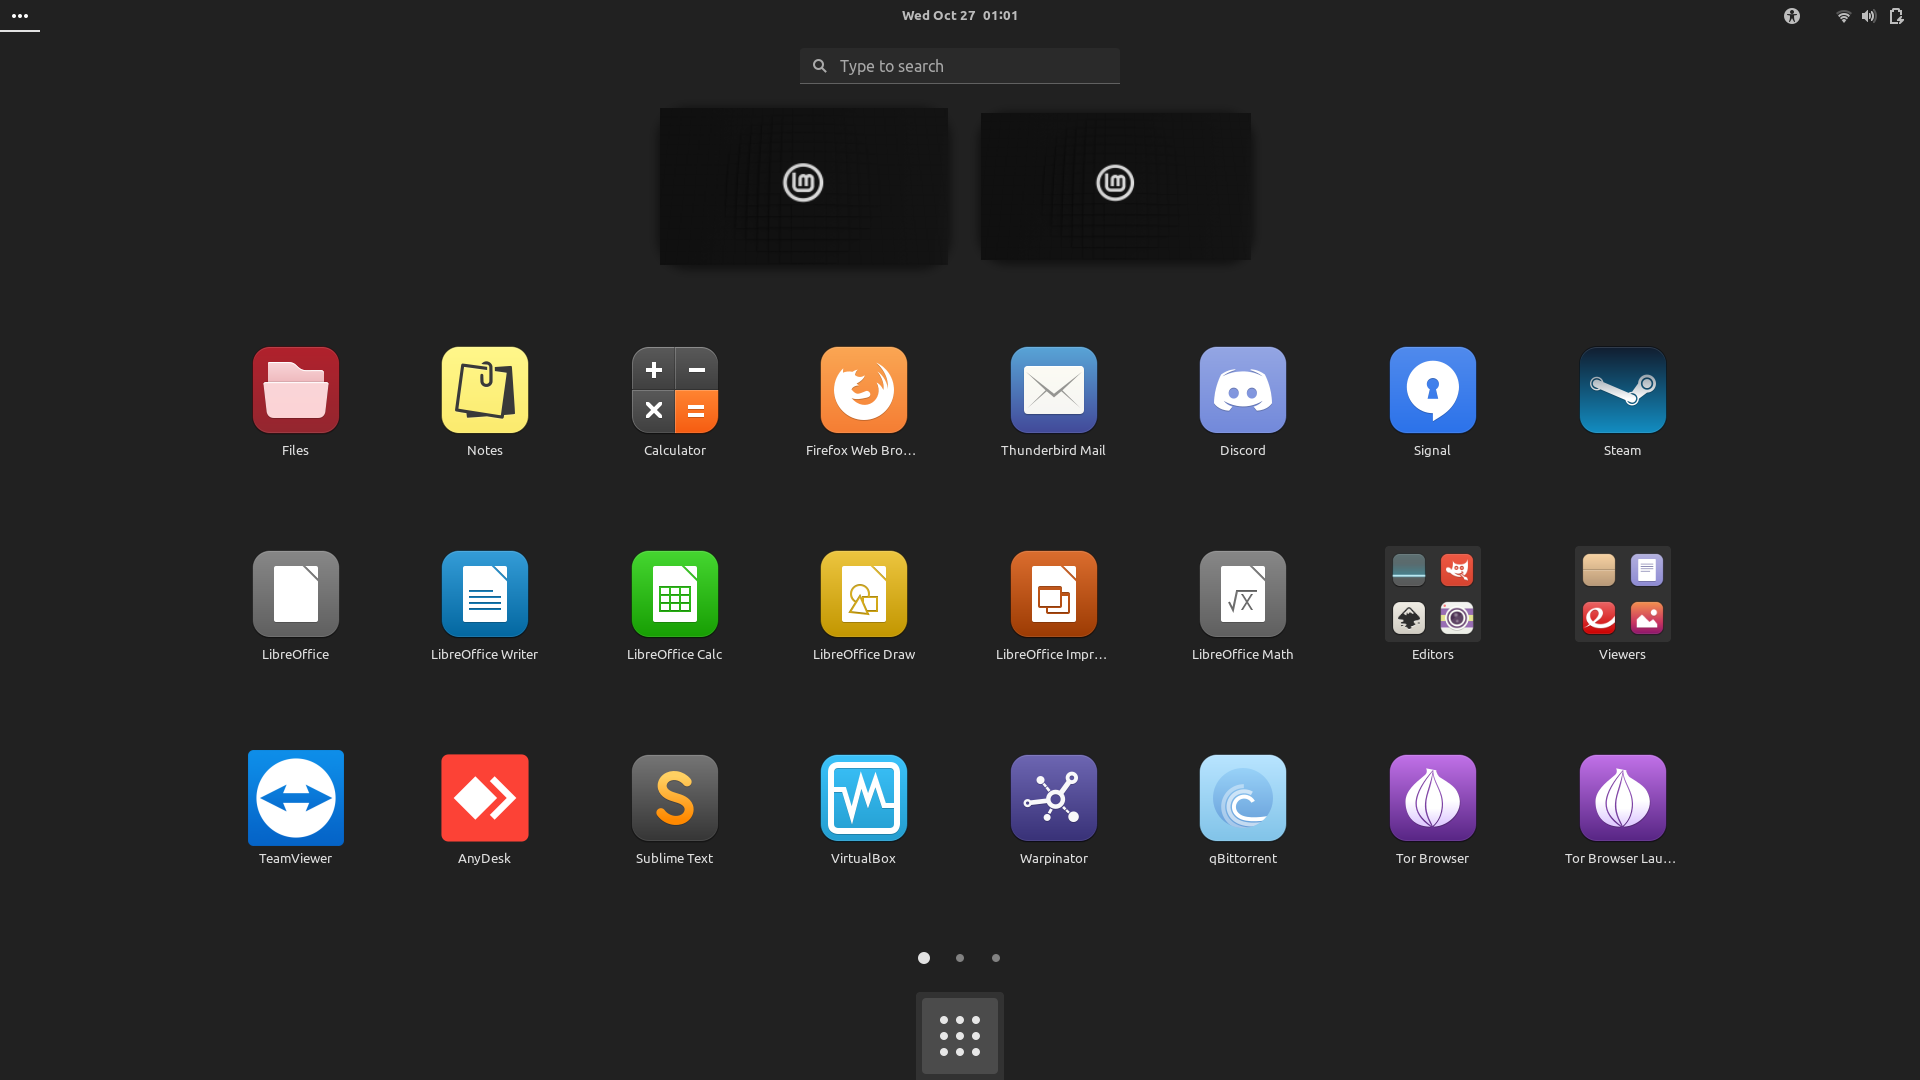 Wed Oct 27 01:01
Type to search
Files
Notes
Calculator
Firefox Web Bro…
Thunderbird Mail
Discord
Signal
Steam
LibreOffice
LibreOffice Writer
LibreOffice Calc
LibreOffice Draw
LibreOffice Impr…
LibreOffice Math
Editors
Viewers
TeamViewer
AnyDesk
Sublime Text
VirtualBox
Warpinator
qBittorrent
Tor Browser
Tor Browser Lau…